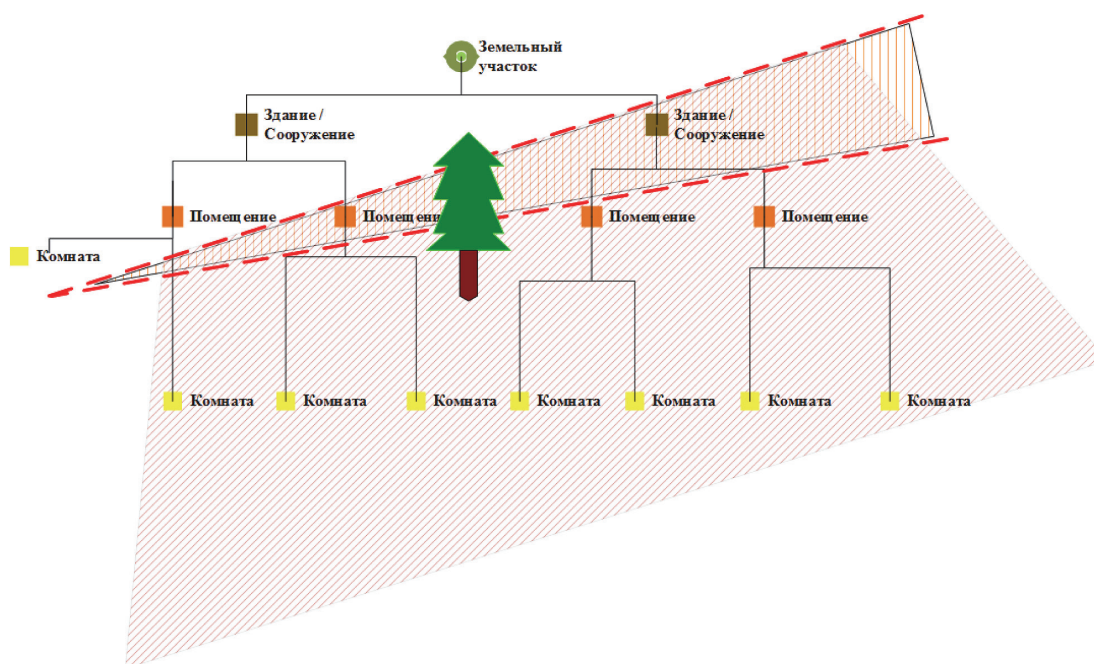 Земельный
участок
Здание /
Сооружение
Здание /
Сооружение
Помещение
Помещение
Помещение
Помещение
Комната
Комната
Комната
Комната
Комната
Комната
Комната
Комната